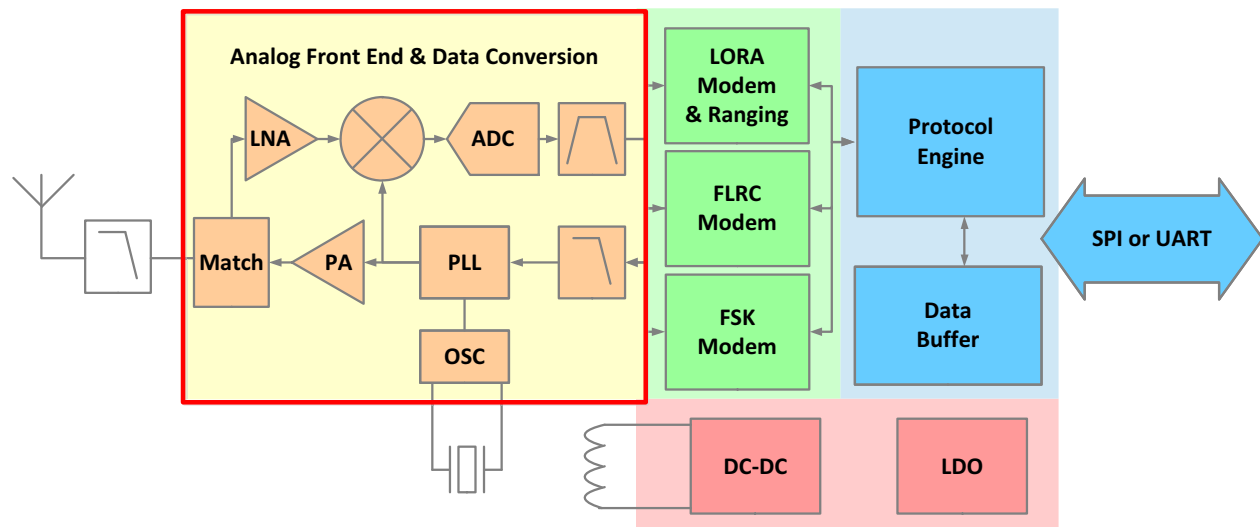 Analog Front End & Data Conversion
LNA
ADC
Match
PA
PLL
OSC
LORA
Modem
& Ranging
FLRC
Modem
FSK
Modem
Protocol
Engine
Data
Buffer
SPI or UART
DC-DC
LDO